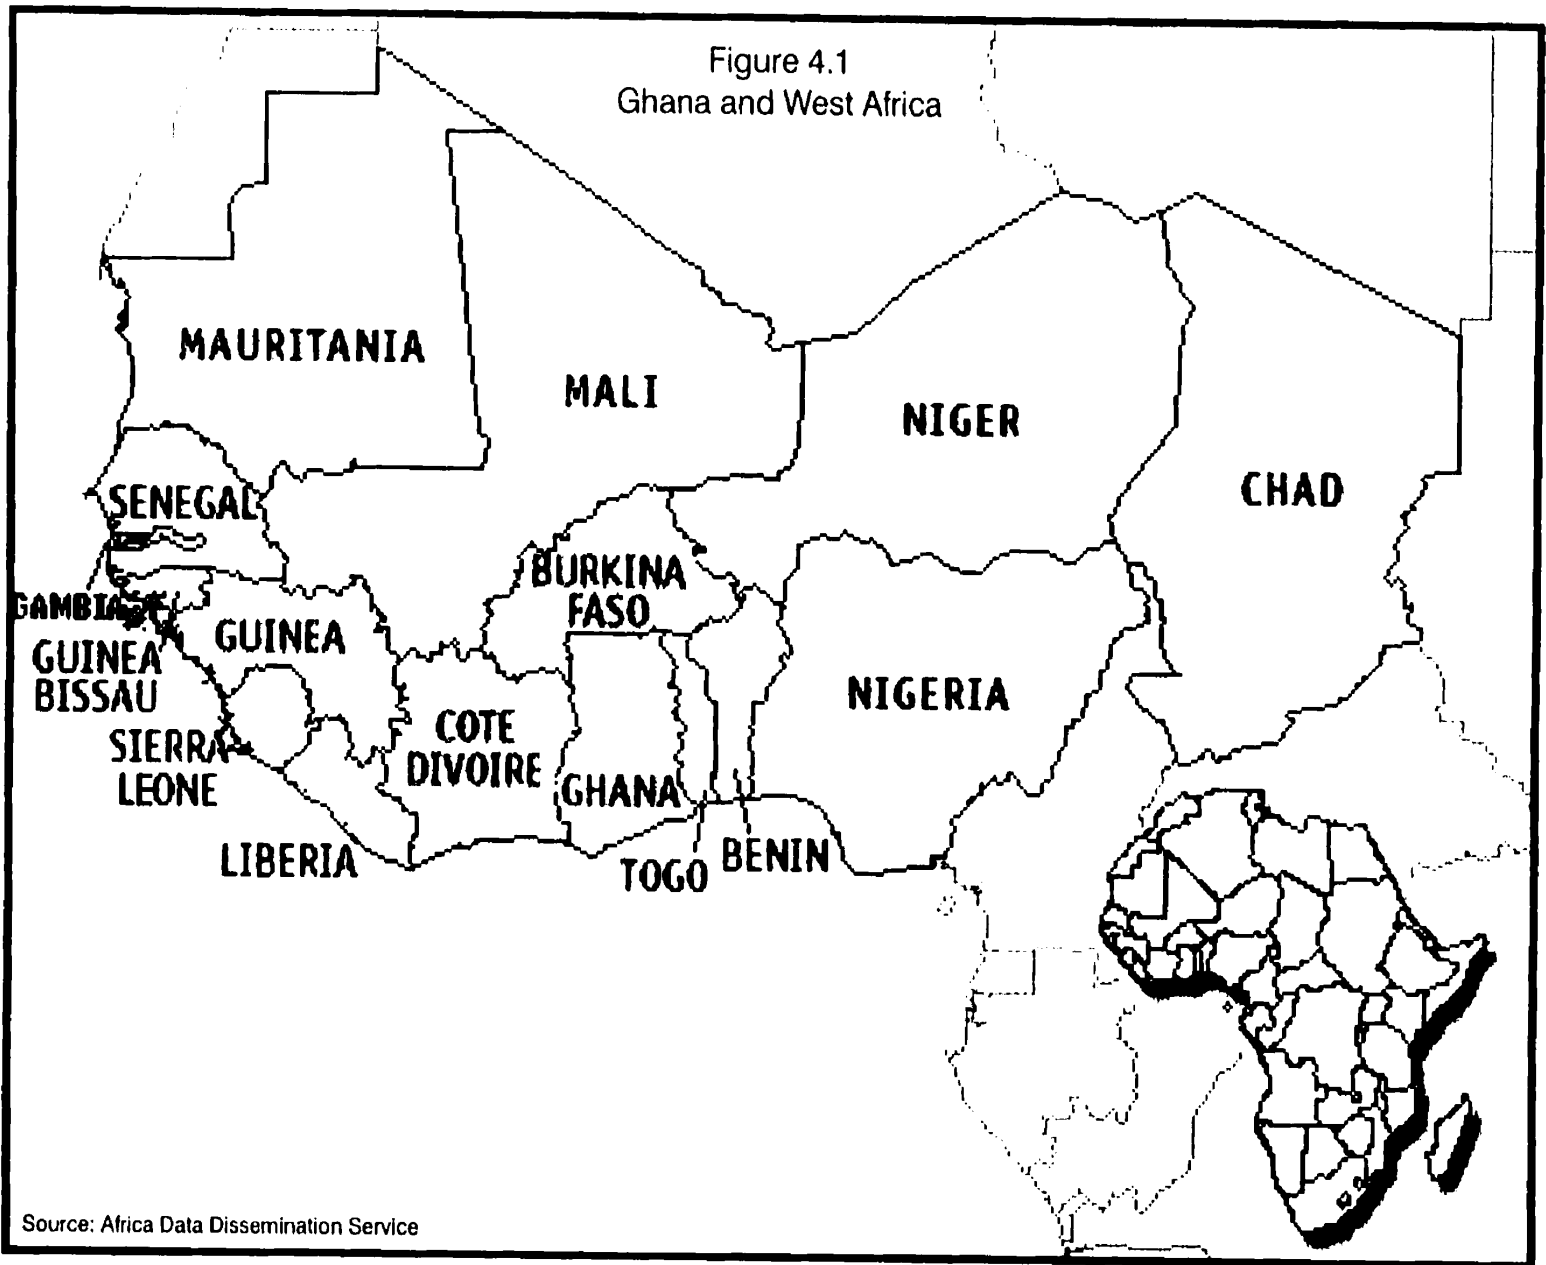 Figure 4.1
Ghana and West Africa
MAURITANIA
MALI
NIGER
CHAD
SENEGAL
BURKINA
FASO
GAMBIA
GUINEA
GUINEA
BISSAU
NIGERIA
SIERRA
LEONE
COTE
DIVOIRE
GHANA
LIBERIA
TOGO
BENIN
Source: Africa Data Dissemination Service